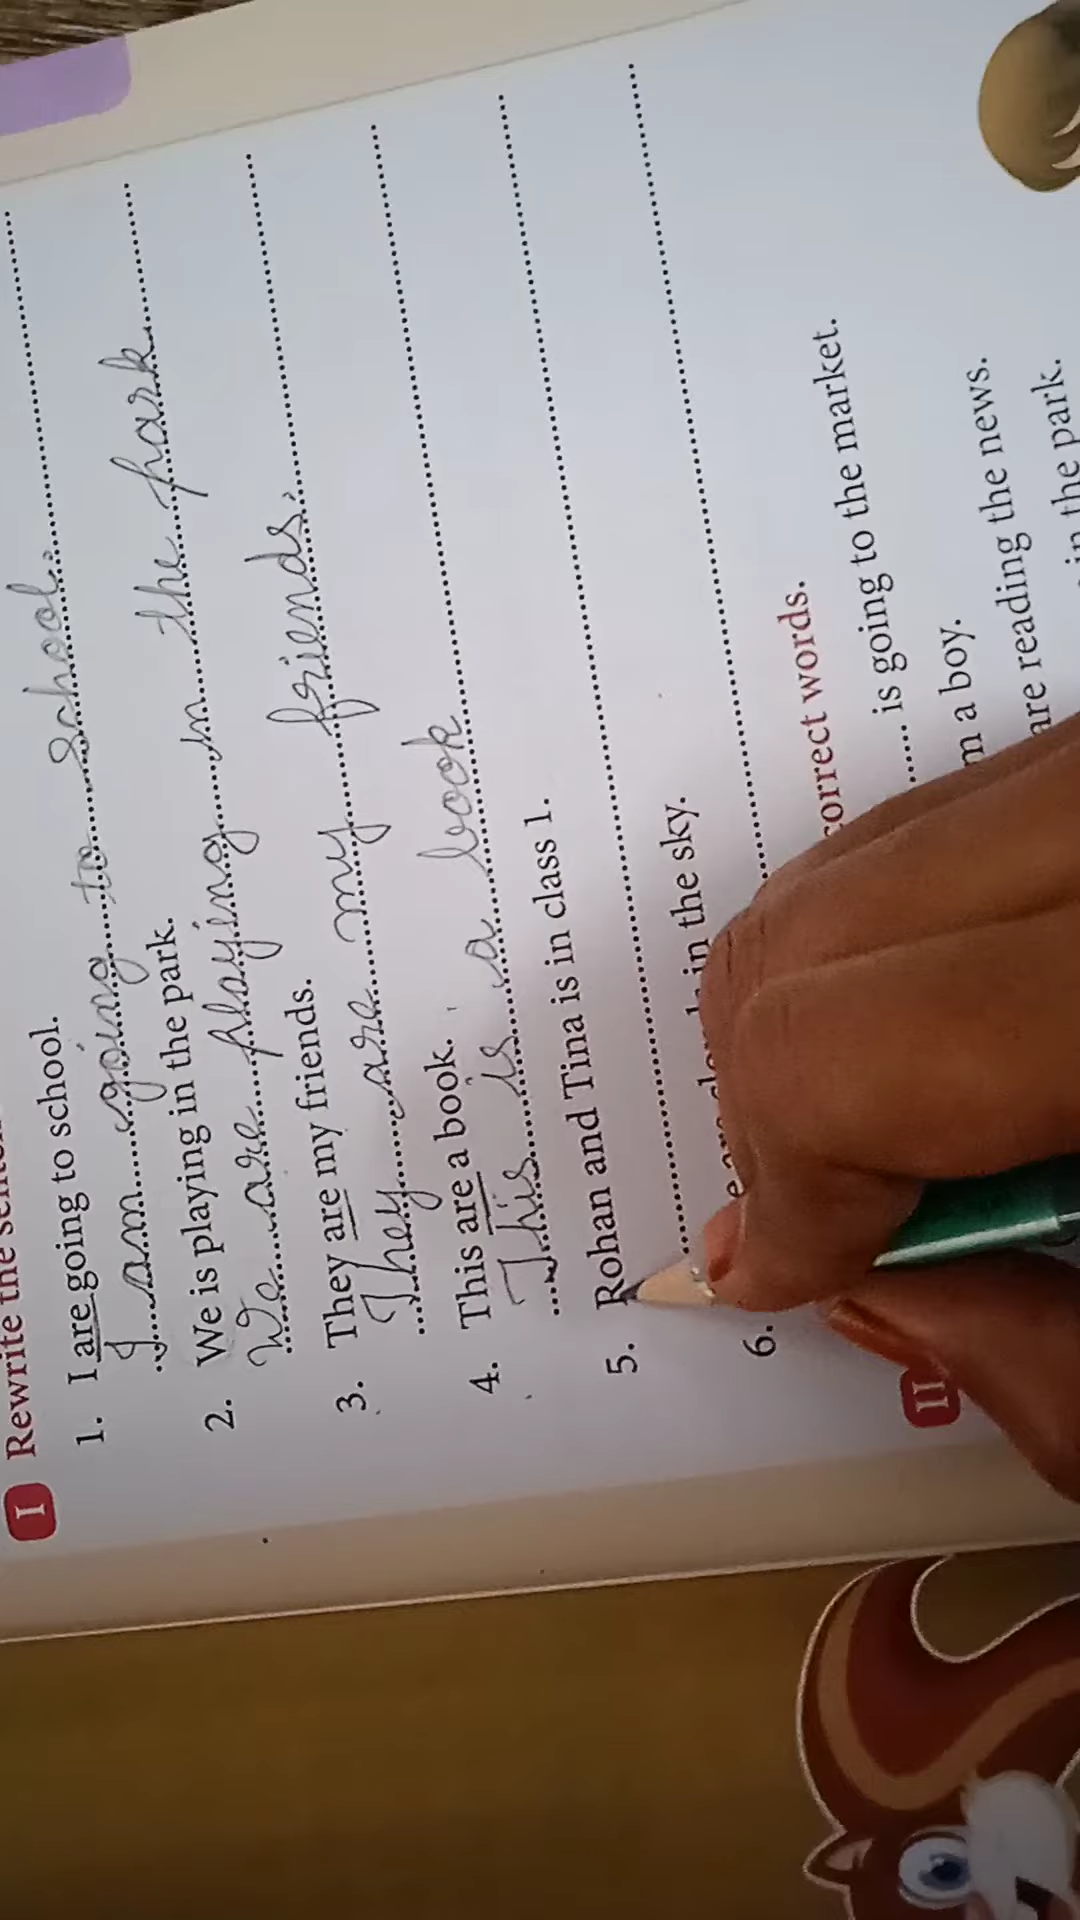 I Rewrite the
1. I are going to school.
I am going to school.
2. We is playing in the park.
We are playing in the park
3. They are my friends.
They are my friends.
4. This are a book.
This is a book
5. Rohan and Tina is in class 1.
6. in the sky.
II correct words.
is going to the market.
a boy.
are reading the news.
in the park.